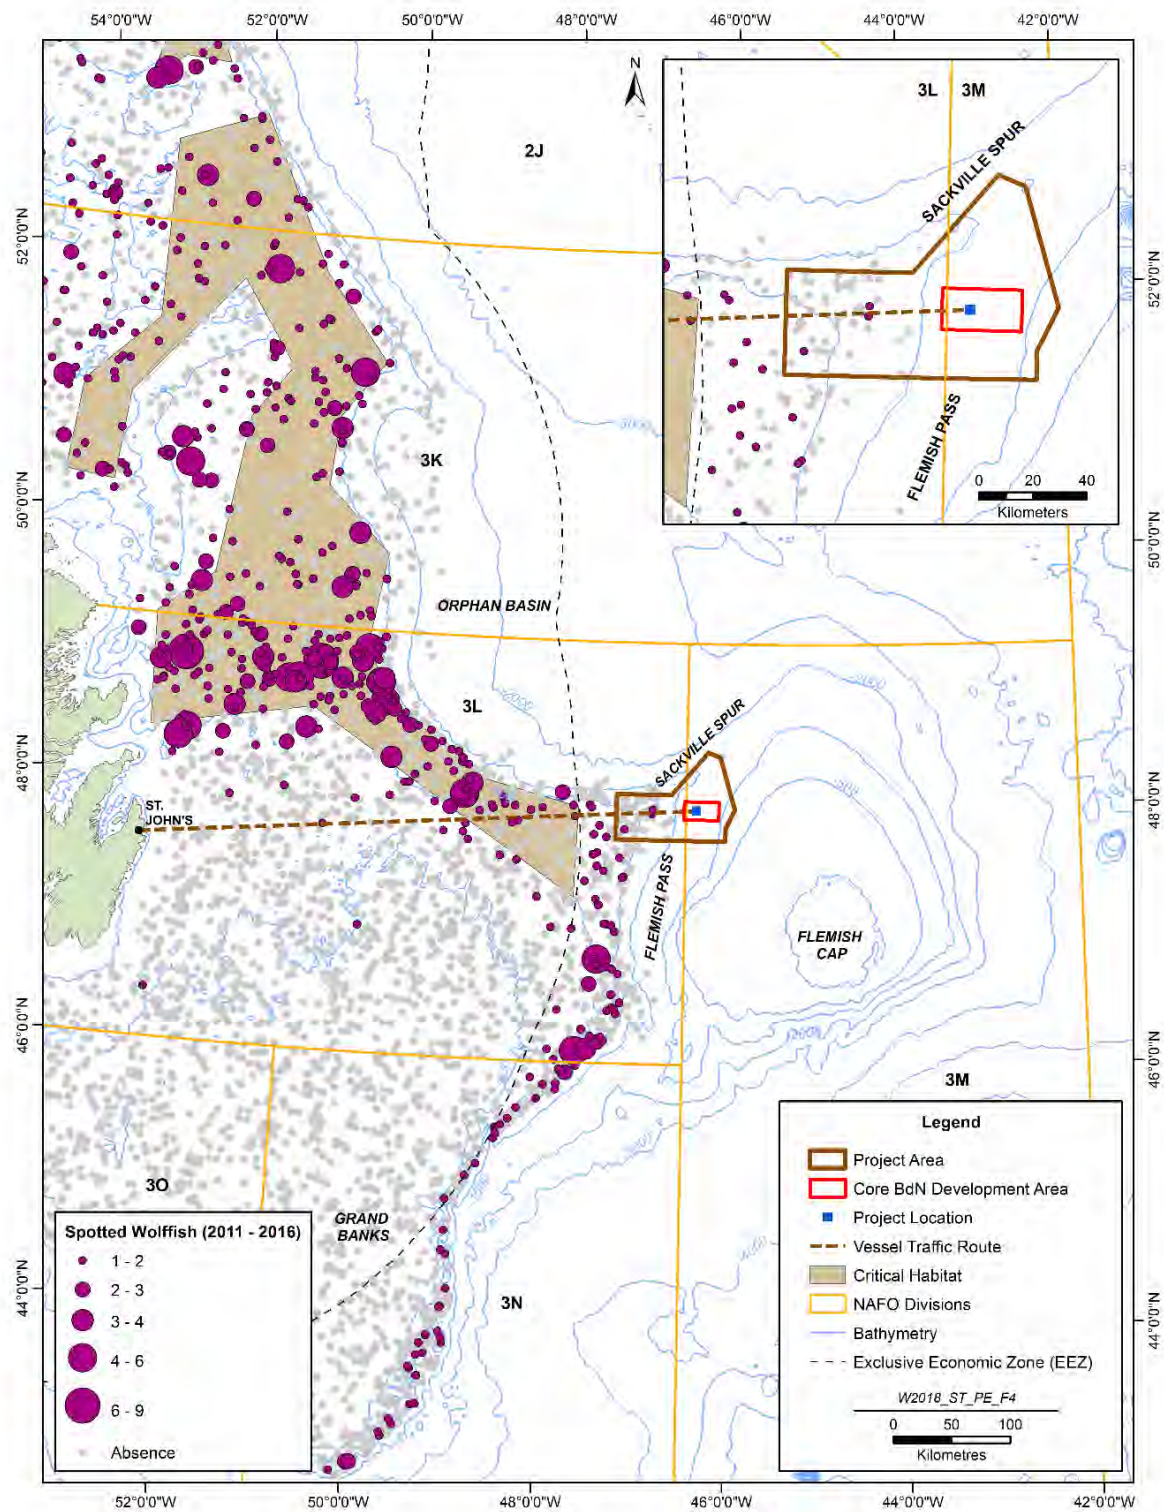 54°0'0"W 52°0'0"W 50°0'0"W 48°0'0"W 46°0'0"W 44°0'0"W 42°0'0"W
N
2J
3L 3M
SACKVILLE SPUR
FLEMISH PASS
0 20 40
Kilometers
52°0'0"N
52°0'0"N
3000
3K
50°0'0"N
50°0'0"N
ORPHAN BASIN
3L
SACKVILLE SPUR
48°0'0"N
48°0'0"N
ST.
JOHN'S
FLEMISH PASS
FLEMISH
CAP
46°0'0"N
46°0'0"N
3M
3O
GRAND
BANKS
3N
44°0'0"N
44°0'0"N
Spotted Wolffish (2011 - 2016)
1 - 2
2 - 3
3 - 4
4 - 6
6 - 9
Absence
Legend
Project Area
Core BdN Development Area
Project Location
Vessel Traffic Route
Critical Habitat
NAFO Divisions
Bathymetry
Exclusive Economic Zone (EEZ)
W2018_ST_PE_F4
0 50 100
Kilometres
52°0'0"W 50°0'0"W 48°0'0"W 46°0'0"W 44°0'0"W 42°0'0"W